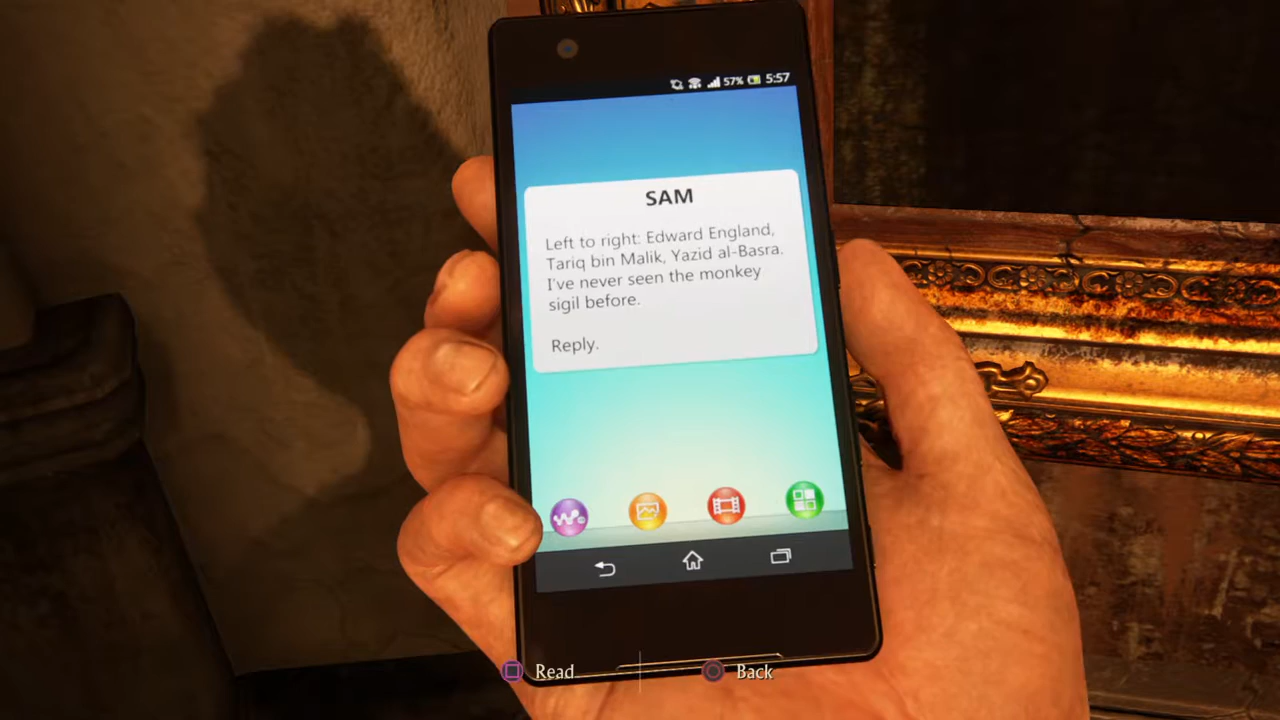 57% 5:57
SAM
Left to right: Edward England,
Tariq bin Malik, Yazid al-Basra.
I've never seen the monkey
sigil before.
Reply.
Read Back